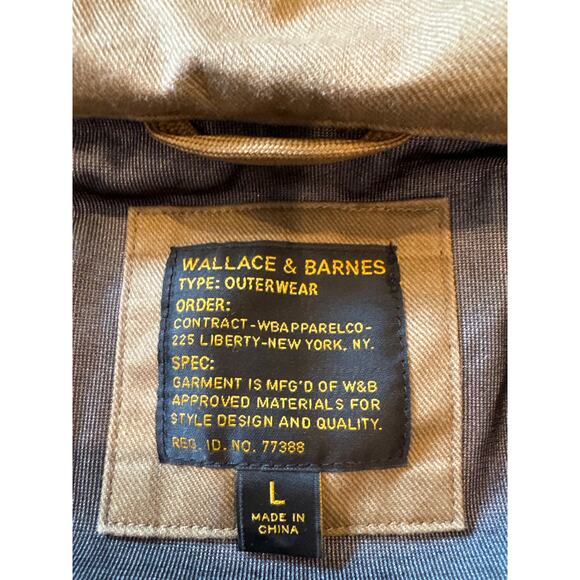 WALLACE & BARNES
TYPE: OUTERWEAR
ORDER:
CONTRACT-WBAPPARELCO-
225 LIBERTY-NEW YORK, NY.
SPEC:
GARMENT IS MFG'D OF W&B
APPROVED MATERIALS FOR
STYLE DESIGN AND QUALITY.
REG. ID. NO. 77388
L
MADE IN
CHINA